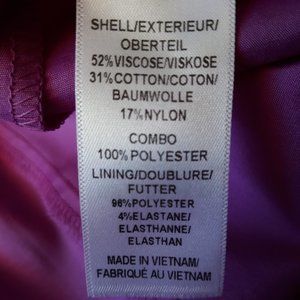 SHELL/EXTERIEUR/
OBERTEIL
52%VISCOSE/VISKOSE
31%COTTON/COTON/
BAUMWOLLE
17%NYLON
COMBO
100%POLYESTER
LINING/DOUBLURE/
FUTTER
96%POLYESTER
4%ELASTANE/
ELASTHANNE/
ELASTHAN
MADE IN VIETNAM/
FABRIQUÉ AU VIETNAM